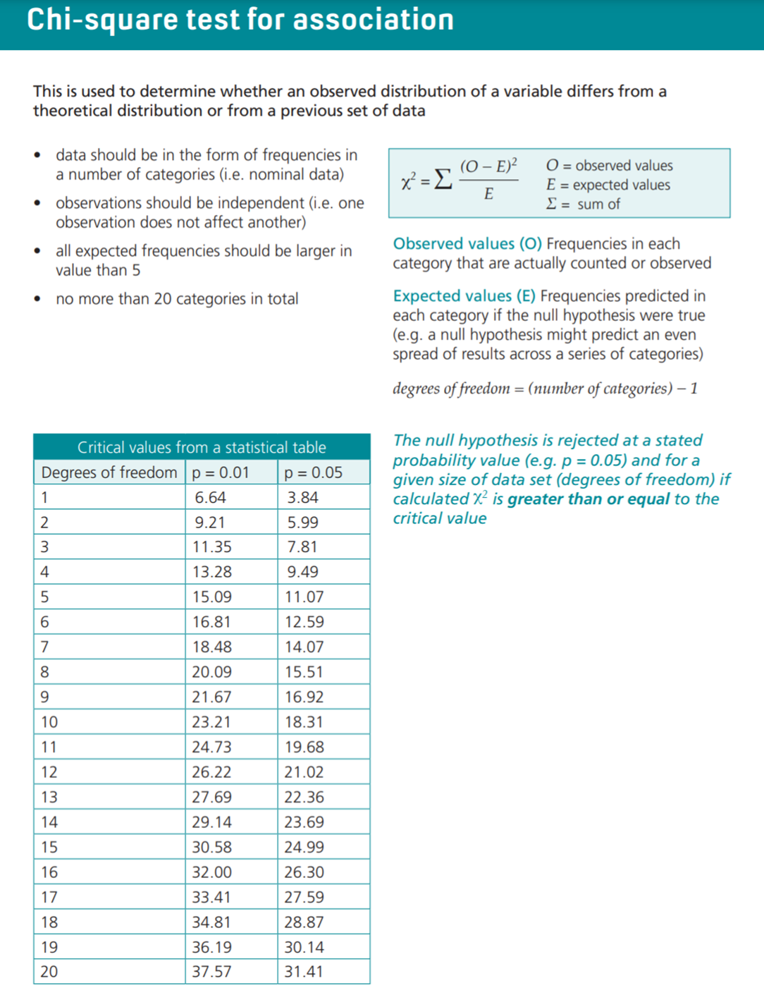 Chi-square test for association
This is used to determine whether an observed distribution of a variable differs from a
theoretical distribution or from a previous set of data
• data should be in the form of frequencies in
a number of categories (i.e. nominal data)
• observations should be independent (i.e. one
observation does not affect another)
• all expected frequencies should be larger in
value than 5
• no more than 20 categories in total
χ² = Σ (O – E)² / E
O = observed values
E = expected values
Σ = sum of
Observed values (O) Frequencies in each
category that are actually counted or observed
Expected values (E) Frequencies predicted in
each category if the null hypothesis were true
(e.g. a null hypothesis might predict an even
spread of results across a series of categories)
degrees of freedom = (number of categories) – 1
Critical values from a statistical table
Degrees of freedom p = 0.01 p = 0.05
1 6.64 3.84
2 9.21 5.99
3 11.35 7.81
4 13.28 9.49
5 15.09 11.07
6 16.81 12.59
7 18.48 14.07
8 20.09 15.51
9 21.67 16.92
10 23.21 18.31
11 24.73 19.68
12 26.22 21.02
13 27.69 22.36
14 29.14 23.69
15 30.58 24.99
16 32.00 26.30
17 33.41 27.59
18 34.81 28.87
19 36.19 30.14
20 37.57 31.41
The null hypothesis is rejected at a stated
probability value (e.g. p = 0.05) and for a
given size of data set (degrees of freedom) if
calculated χ² is greater than or equal to the
critical value